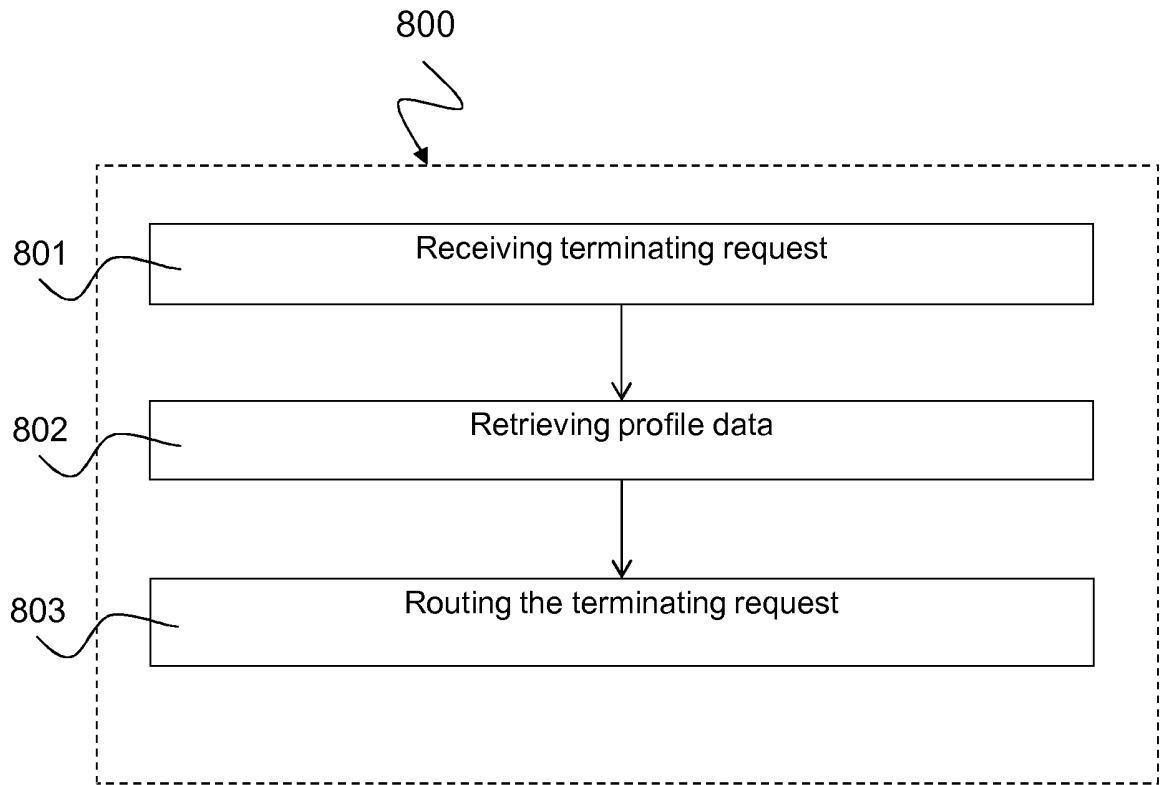 800
801
Receiving terminating request
802
Retrieving profile data
803
Routing the terminating request